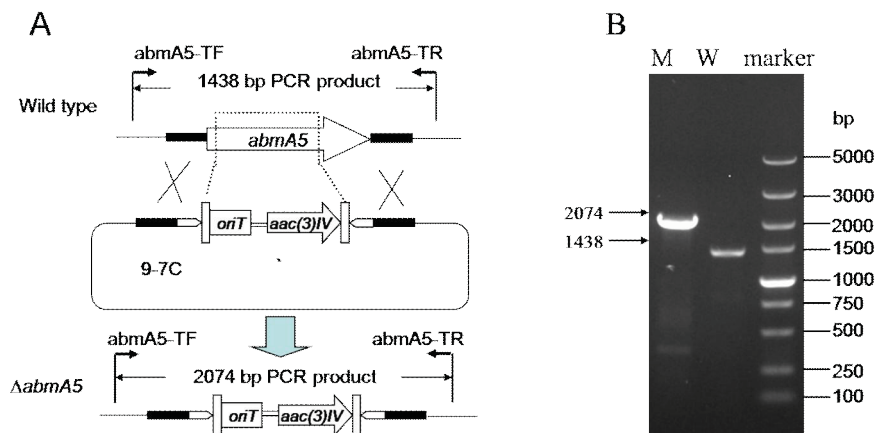 A
abmA5-TF
abmA5-TR
1438 bp PCR product
Wild type
abmA5
oriT
aac(3)IV
9-7C
abmA5-TF
abmA5-TR
2074 bp PCR product
ΔabmA5
oriT
aac(3)IV
B
M W marker
bp
5000
3000
2074
2000
1438
1500
1000
750
500
250
100